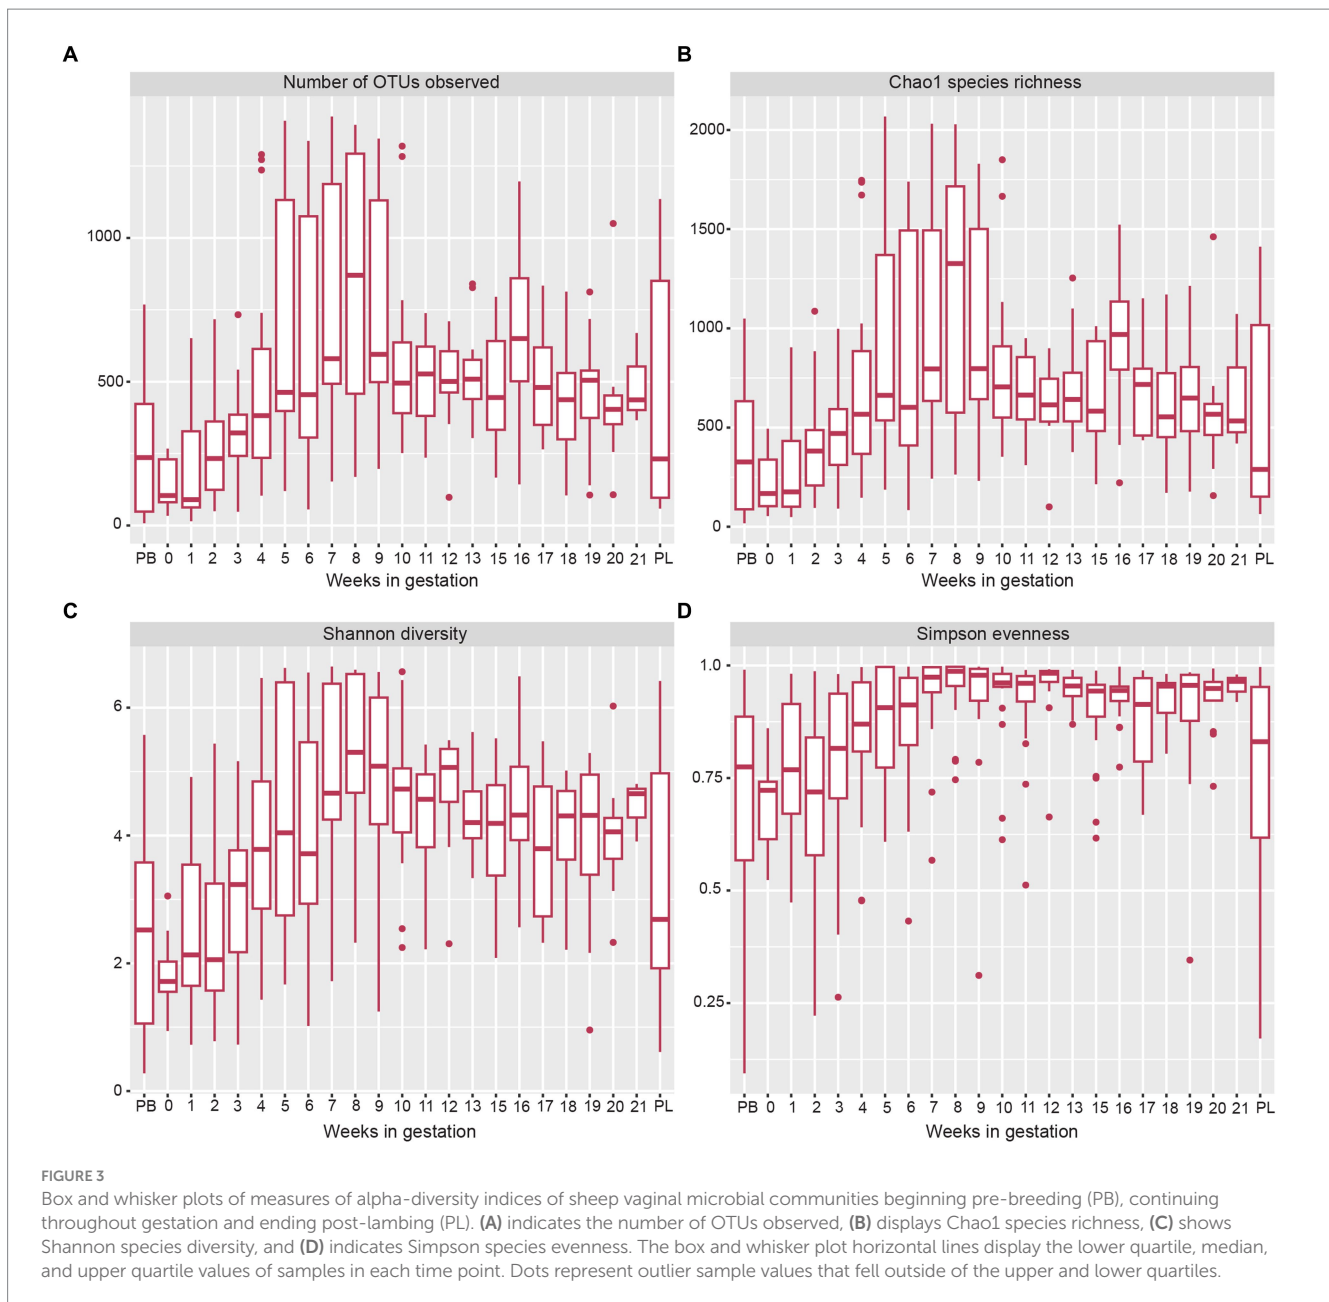 A
Number of OTUs observed
1000
500
0
PB 0 1 2 3 4 5 6 7 8 9 10 11 12 13 15 16 17 18 19 20 21 PL
Weeks in gestation
B
Chao1 species richness
2000
1500
1000
500
0
PB 0 1 2 3 4 5 6 7 8 9 10 11 12 13 15 16 17 18 19 20 21 PL
Weeks in gestation
C
Shannon diversity
6
4
2
0
PB 0 1 2 3 4 5 6 7 8 9 10 11 12 13 15 16 17 18 19 20 21 PL
Weeks in gestation
D
Simpson evenness
1.0
0.75
0.5
0.25
PB 0 1 2 3 4 5 6 7 8 9 10 11 12 13 15 16 17 18 19 20 21 PL
Weeks in gestation
FIGURE 3
Box and whisker plots of measures of alpha-diversity indices of sheep vaginal microbial communities beginning pre-breeding (PB), continuing
throughout gestation and ending post-lambing (PL). (A) indicates the number of OTUs observed, (B) displays Chao1 species richness, (C) shows
Shannon species diversity, and (D) indicates Simpson species evenness. The box and whisker plot horizontal lines display the lower quartile, median,
and upper quartile values of samples in each time point. Dots represent outlier sample values that fell outside of the upper and lower quartiles.